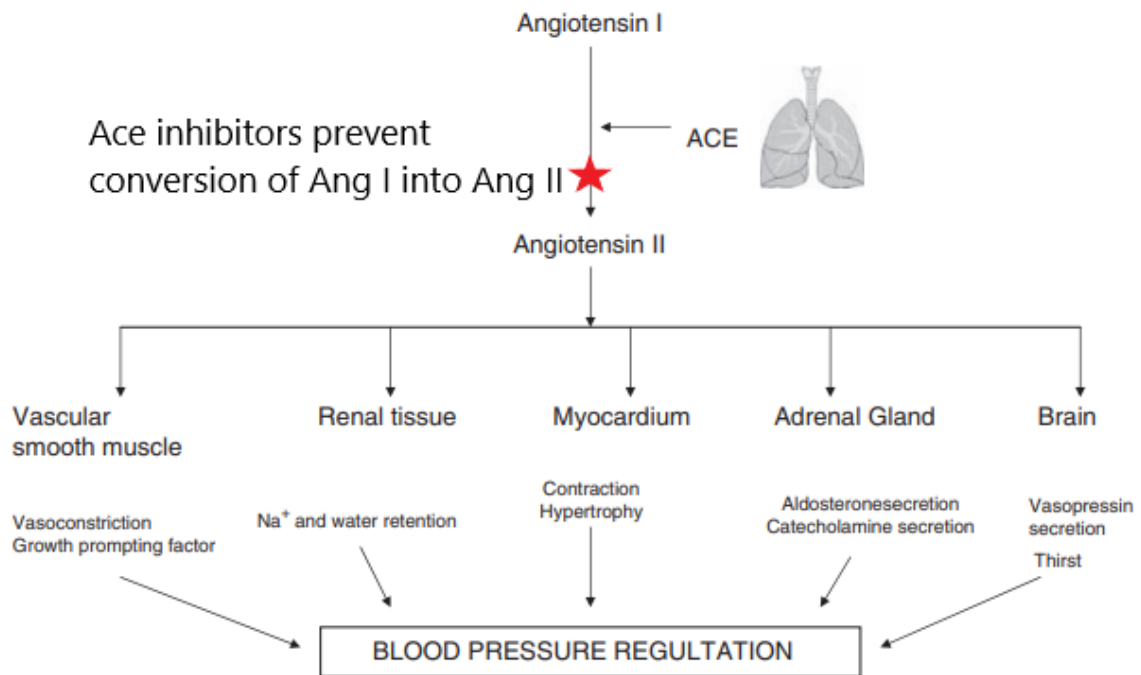 Angiotensin I
Ace inhibitors prevent
conversion of Ang I into Ang II
ACE
Angiotensin II
Vascular
smooth muscle
Renal tissue
Myocardium
Adrenal Gland
Brain
Vasoconstriction
Growth prompting factor
Na⁺ and water retention
Contraction
Hypertrophy
Aldosteronesecretion
Catecholamine secretion
Vasopressin
secretion
Thirst
BLOOD PRESSURE REGULTATION